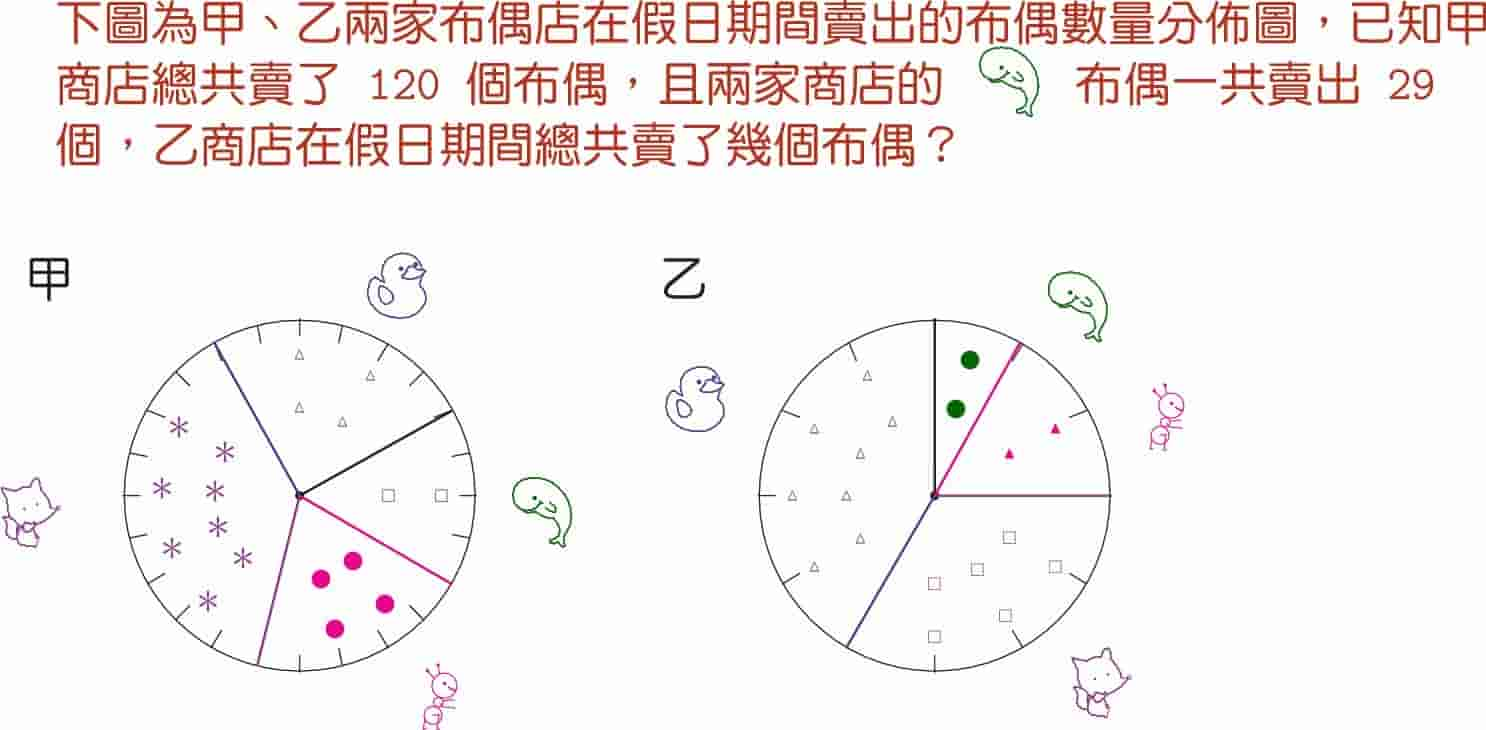 下圖為甲、乙兩家布偶店在假日期間賣出的布偶數量分佈圖，已知甲
商店總共賣了 120 個布偶，且兩家商店的 布偶一共賣出 29
個，乙商店在假日期間總共賣了幾個布偶？
甲 乙